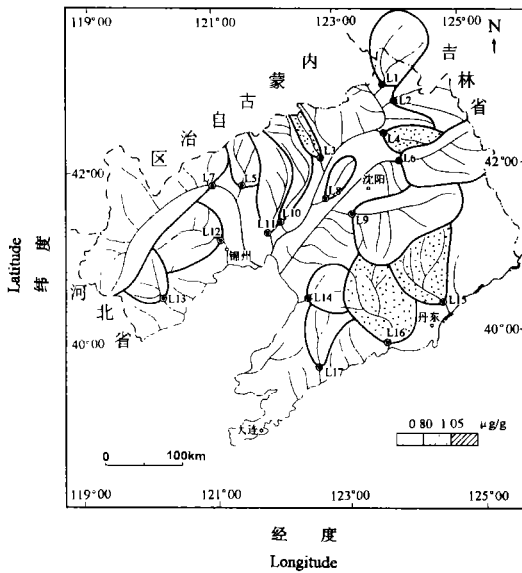 119°00′ 121°00′ 123°00′ 125°00′
N
吉林省
内蒙古自治区
河北省
42°00′
42°00′
40°00′
40°00′
L1
L2
L3
L4
L6
L7
L5
L8
沈阳
L9
L10
L11
L12
锦州
L13
L14
L15
丹东
L16
L17
大连
0 100km
0.80 1.05 μg/g
119°00′ 121°00′ 123°00′ 125°00′
Latitude
纬 度
经 度
Longitude